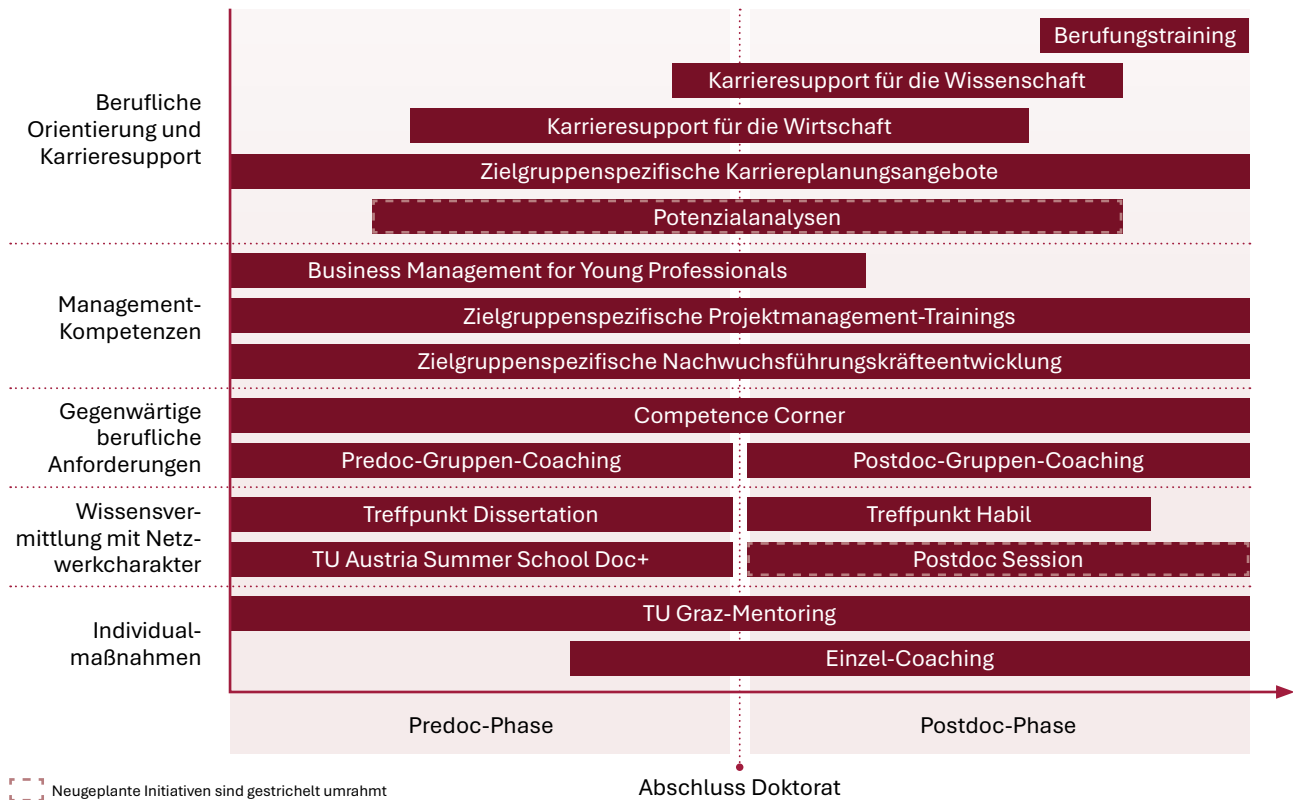 Berufliche
Orientierung und
Karrieresupport
Berufungstraining
Karrieresupport für die Wissenschaft
Karrieresupport für die Wirtschaft
Zielgruppenspezifische Karriereplanungsangebote
Potenzialanalysen
Management-
Kompetenzen
Business Management for Young Professionals
Zielgruppenspezifische Projektmanagement-Trainings
Zielgruppenspezifische Nachwuchsführungskräfteentwicklung
Gegenwärtige
berufliche
Anforderungen
Competence Corner
Predoc-Gruppen-Coaching
Postdoc-Gruppen-Coaching
Wissensver-
mittlung mit Netz-
werkcharakter
Treffpunkt Dissertation
Treffpunkt Habil
TU Austria Summer School Doc+
Postdoc Session
Individual-
maßnahmen
TU Graz-Mentoring
Einzel-Coaching
Predoc-Phase
Postdoc-Phase
Abschluss Doktorat
Neugeplante Initiativen sind gestrichelt umrahmt